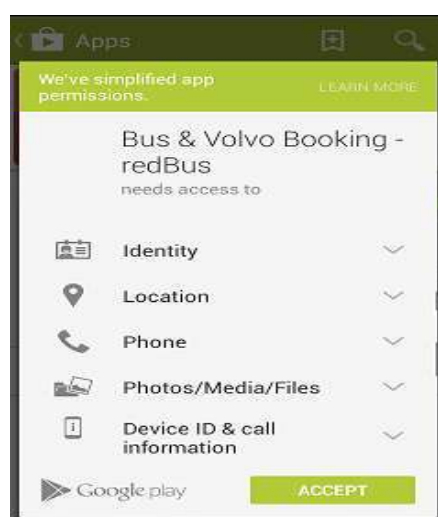 Apps
We've simplified app
permissions.
LEARN MORE
Bus & Volvo Booking -
redBus
needs access to
Identity
Location
Phone
Photos/Media/Files
Device ID & call
information
Google play
ACCEPT